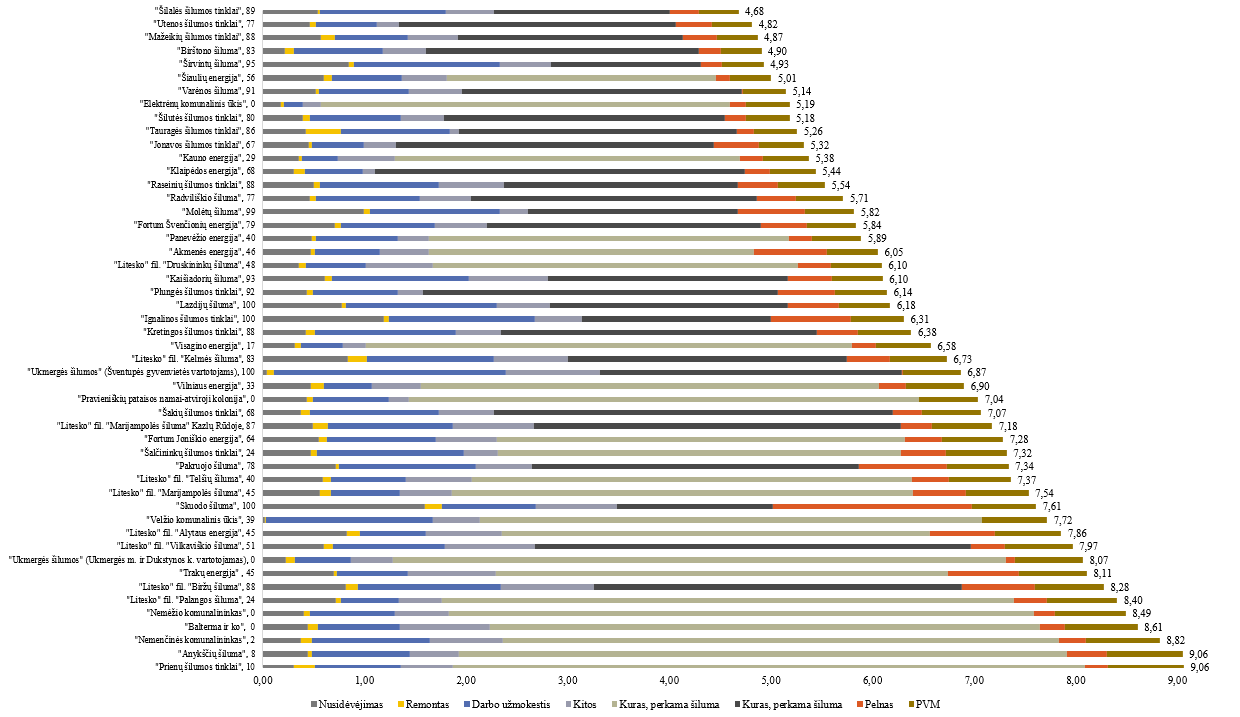 "Šilalės šilumos tinklai", 89 4,68
"Utenos šilumos tinklai", 77 4,82
"Mažeikių šilumos tinklai", 88 4,87
"Birštono šiluma", 83 4,90
"Širvintų šiluma", 95 4,93
"Šiaulių energija", 56 5,01
"Varėnos šiluma", 91 5,14
"Elektrėnų komunalinis ūkis", 0 5,19
"Šilutės šilumos tinklai", 80 5,18
"Tauragės šilumos tinklai", 86 5,26
"Jonavos šilumos tinklai", 67 5,32
"Kauno energija", 29 5,38
"Klaipėdos energija", 68 5,44
"Raseinių šilumos tinklai", 88 5,54
"Radviliškio šiluma", 77 5,71
"Molėtų šiluma", 99 5,82
"Fortum Švenčionių energija", 79 5,84
"Panevėžio energija", 40 5,89
"Akmenės energija", 46 6,05
"Litesko" fil. "Druskininkų šiluma", 48 6,10
"Kaišiadorių šiluma", 93 6,10
"Plungės šilumos tinklai", 92 6,14
"Lazdijų šiluma", 100 6,18
"Ignalinos šilumos tinklai", 100 6,31
"Kretingos šilumos tinklai", 88 6,38
"Visagino energija", 17 6,58
"Litesko" fil. "Kelmės šiluma", 83 6,73
"Ukmergės šilumos" (Šventupės gyvenvietės vartotojams), 100 6,87
"Vilniaus energija", 33 6,90
"Pravieniškių pataisos namai-atviroji kolonija", 0 7,04
"Šakių šilumos tinklai", 68 7,07
"Litesko" fil. "Marijampolės šiluma" Kazlų Rūdoje, 87 7,18
"Fortum Joniškio energija", 64 7,28
"Šalčininkų šilumos tinklai", 24 7,32
"Pakruojo šiluma", 78 7,34
"Litesko" fil. "Telšių šiluma", 40 7,37
"Litesko" fil. "Marijampolės šiluma", 45 7,54
"Skuodo šiluma", 100 7,61
"Velžio komunalinis ūkis", 39 7,72
"Litesko" fil. "Alytaus energija", 45 7,86
"Litesko" fil. "Vilkaviškio šiluma", 51 7,97
"Ukmergės šilumos" (Ukmergės m. ir Dukstynos k. vartotojamas), 0 8,07
"Trakų energija" , 45 8,11
"Litesko" fil. "Biržų šiluma", 88 8,28
"Litesko" fil. "Palangos šiluma", 24 8,40
"Nemėžio komunalininkas", 0 8,49
"Balterma ir ko", 0 8,61
"Nemenčinės komunalininkas", 2 8,82
"Anykščių šiluma", 8 9,06
"Prienų šilumos tinklai", 10 9,06
0,00 1,00 2,00 3,00 4,00 5,00 6,00 7,00 8,00 9,00
Nusidėvėjimas Remontas Darbo užmokestis Kitos Kuras, perkama šiluma Kuras, perkama šiluma Pelnas PVM